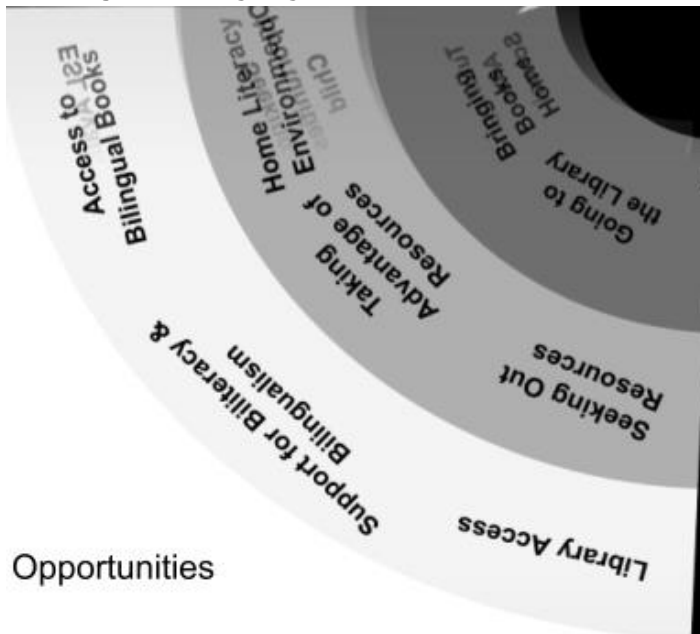 Access to
Bilingual Books
Home Literacy
Environment
Child
Bringing
Books
Home
Going to
the Library
Taking
Advantage of
Resources
Seeking Out
Resources
Support for Biliteracy &
Bilingualism
Library Access
Opportunities